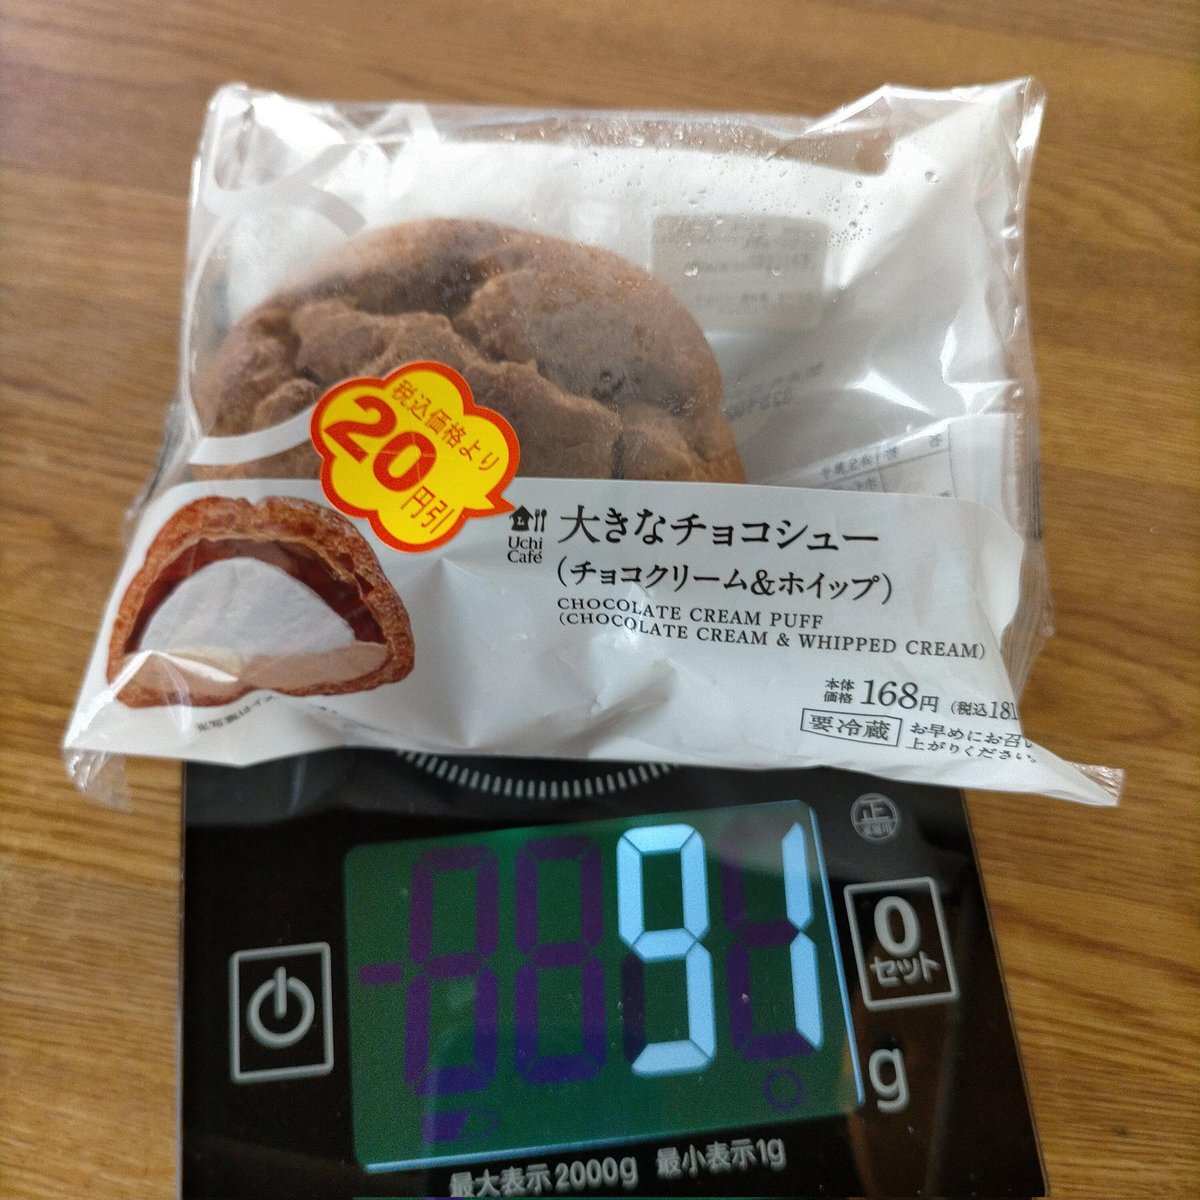 税込価格より
20
円引
Uchi
Café
大きなチョコシュー
(チョコクリーム&ホイップ)
CHOCOLATE CREAM PUFF
(CHOCOLATE CREAM & WHIPPED CREAM)
本体
価格 168円 (税込181
要冷蔵 お早めにお召し
上がりください。
正
91
0
セット
g
最大表示2000g 最小表示1g